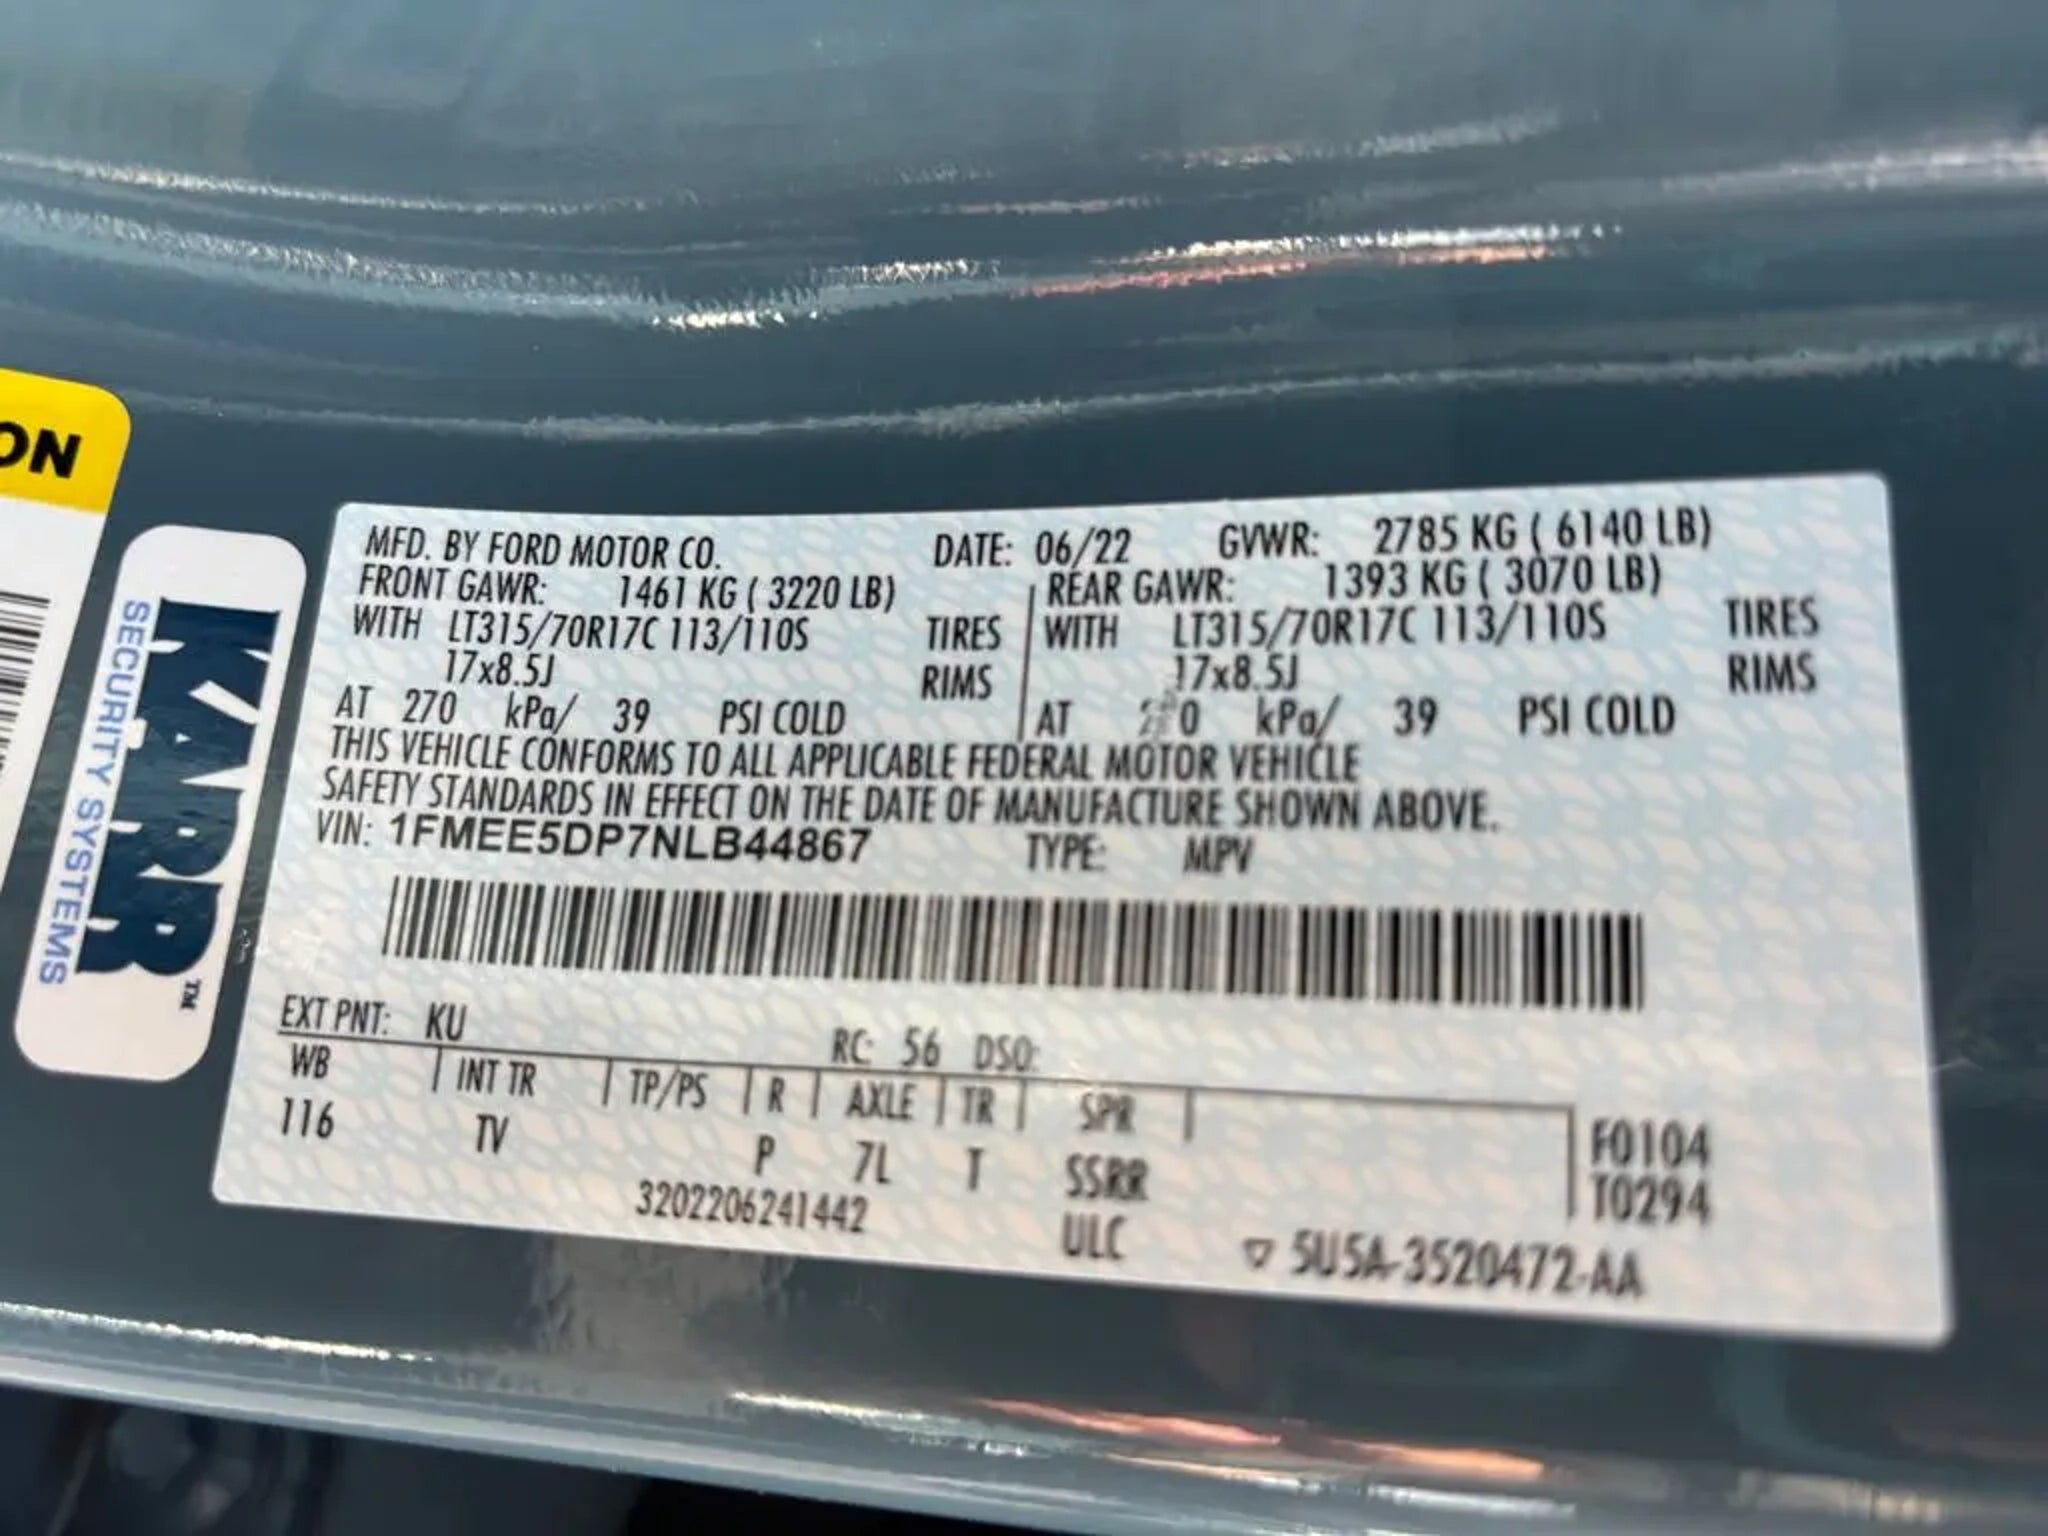 ON
KARR™
SECURITY SYSTEMS
MFD. BY FORD MOTOR CO. DATE: 06/22 GVWR: 2785 KG ( 6140 LB)
FRONT GAWR: 1461 KG ( 3220 LB) REAR GAWR: 1393 KG ( 3070 LB)
WITH LT315/70R17C 113/110S TIRES WITH LT315/70R17C 113/110S TIRES
17x8.5J RIMS 17x8.5J RIMS
AT 270 kPa/ 39 PSI COLD AT kPa/ 39 PSI COLD
THIS VEHICLE CONFORMS TO ALL APPLICABLE FEDERAL MOTOR VEHICLE
SAFETY STANDARDS IN EFFECT ON THE DATE OF MANUFACTURE SHOWN ABOVE.
VIN: 1FMEE5DP7NLB44867 TYPE: MPV
EXT PNT: KU RC: 56 DSO:
WB INT TR TP/PS R AXLE TR SPR
116 TV P 7L T SSRR
F0104
T0294
3202206241442 ULC ▽ 5U5A-3520472-AA